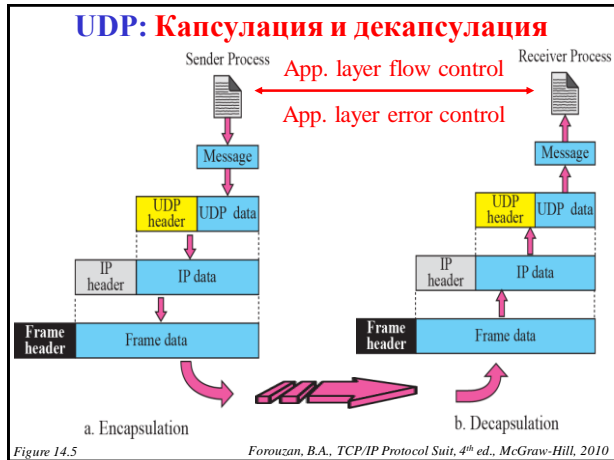 UDP: Капсулация и декапсулация
Sender Process
Receiver Process
App. layer flow control
App. layer error control
Message
Message
UDP header
UDP data
UDP header
UDP data
IP header
IP data
IP header
IP data
Frame header
Frame data
Frame header
Frame data
a. Encapsulation
b. Decapsulation
Figure 14.5
Forouzan, B.A., TCP/IP Protocol Suit, 4th ed., McGraw-Hill, 2010